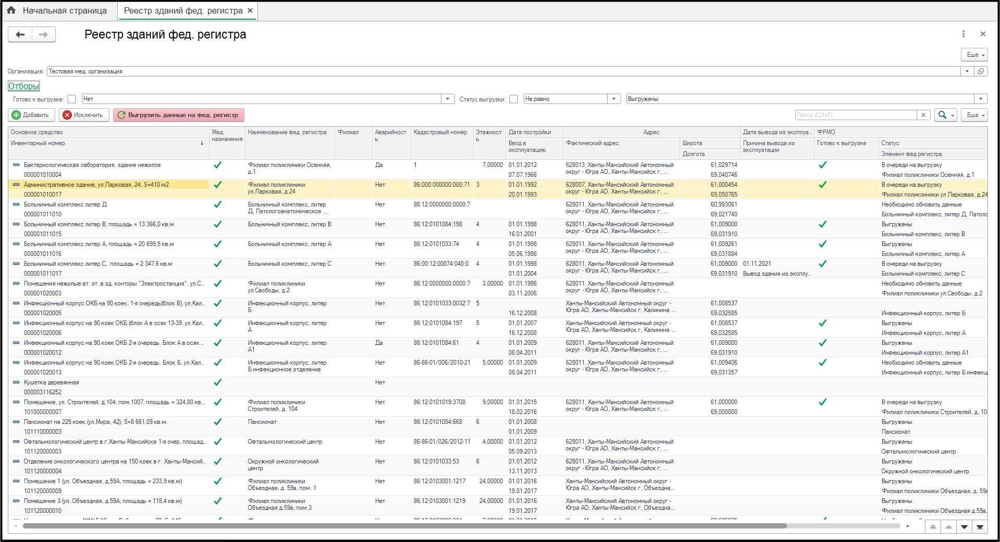 Начальная страница
Реестр зданий фед. регистра
Реестр зданий фед. регистра
Еще
Организация: Тестовая мед. организация
Отборы
Готово к выгрузке: Нет Статус выгрузки: Не равно Выгружены
Добавить Исключить Выгрузить данные на фед. регистр Поиск (Ctrl+F) Еще
Основное средство Мед. назначения Наименование фед. регистра Филиал Аварийность Кадастровый номер Этажность Дата постройки Адрес Дата вывода из эксплуа... ФРМО
Инвентарный номер Ввод в эксплуатацию Фактический адрес Широта Причина вывода из эксплуатации Готово к выгрузке Статус
Долгота Элемент Фед регистра
Бактериологическая лаборатория, здание нежилое Филиал поликлиники Осенняя, д.1 Да 1 7,00000 01.01.2012 628013, Ханты-Мансийский Автономный округ - Югра АО, Ханты-Мансийск г, ... 61,029714 В очереди на выгрузку
000001010004 07.07.1966 69,040746 Филиал поликлиники Осенняя, д.1
Административное здание, ул.Парковая, 24, S=410 м2 Филиал поликлиники ул.Парковая, д.24 Нет 86:000:000000:000:71 3 01.01.1992 628007, Ханты-Мансийский Автономный округ - Югра АО, Ханты-Мансийск г, ... 61,000454 В очереди на выгрузку
000001010017 20.01.1993 69,050765 Филиал поликлиники ул.Парковая, д.24
Больничный комплекс литер Д Больничный комплекс, литер Д, Патологоанатомическое ... Нет 86:12:0000000:0000:7 628011, Ханты-Мансийский Автономный округ - Югра АО, Ханты-Мансийск г, ... 60,993061 Необходимо обновить данные
000001011010 69,021740 Больничный комплекс, литер Д, Патоло
Больничный комплекс литер В, площадь = 13 366,0 кв.м Больничный комплекс, литер В Нет 86:12:0101084:198 4 01.01.1998 628011, Ханты-Мансийский Автономный округ - Югра АО, Ханты-Мансийск г, ... 61,009000 Выгружены
000001011015 16.01.2001 69,031910 Больничный комплекс, литер В
Больничный комплекс литер А, площадь = 20 699,5 кв.м Больничный комплекс, литер А Нет 86:12:0101033:74 4 01.01.1998 628011, Ханты-Мансийский Автономный округ - Югра АО, Ханты-Мансийск г, ... 61,009261 Выгружены
000001011016 05.06.1998 69,031884 Больничный комплекс, литер А
Больничный комплекс литер С, площадь = 2 347,6 кв.м Больничный комплекс, литер С Нет 86:00:12:00074:040:0 4 01.01.1998 628011, Ханты-Мансийский Автономный округ - Югра АО, Ханты-Мансийск г, ... 61,009000 01.11.2021 В очереди на выгрузку
000001011017 01.01.2004 69,031910 Вывод здания из эксплу... Больничный комплекс, литер С
Помещения нежилые вт. эт. в зд. конторы "Электростанция", ул.С... Филиал поликлиники ул.Свободы, д.2 Нет 86:12:0000000:0000:7 3,00000 01.01.1986 628011, Ханты-Мансийский Автономный округ - Югра АО, Ханты-Мансийск г, ... Необходимо обновить данные
000001020003 03.11.2006 Филиал поликлиники ул.Свободы, д.2
Инфекционный корпус ОКБ на 90 коек, 1-я очередь(блок В), ул.Кал... Инфекционный корпус, литер Б Нет 86:12:0101033:0032:7 5 Ханты-Мансийский Автономный округ - Югра АО, Ханты-Мансийск г, Калинина ... 61,008537
000001020005 16.12.2008 69,032585 Инфекционный корпус, литер Б
Инфекционный корпус на 90 коек ОКБ (блок А в осях 13-39, ул.Кал... Инфекционный корпус, литер А Нет 86:12:0101084:197 5 01.01.2007 Ханты-Мансийский Автономный округ - Югра АО, Ханты-Мансийск г, Калинина ... 61,008537 Выгружены
000001020006 16.12.2008 69,032585 Инфекционный корпус, литер А
Инфекционный корпус на 90 коек ОКБ 2-я очередь. Блок А в осях ... Инфекционный корпус, литер А1 Да 86:12:0101084:61 4 01.01.2009 628011, Ханты-Мансийский Автономный округ - Югра АО, Ханты-Мансийск г, ... 61,009000 Выгружены
000001020012 08.04.2011 69,031910 Инфекционный корпус, литер А1
Инфекционный корпус на 90 коек ОКБ 2-я очередь. Блок Б, ул.Кал... Инфекционный корпус, литер Б инфекционное отделение Нет 86-86-01/006/2010-21 5,00000 01.01.2009 628011, Ханты-Мансийский Автономный округ - Югра АО, Ханты-Мансийск г, ... 61,009406 Необходимо обновить данные
000001020013 08.04.2011 69,031357 Инфекционный корпус, литер Б инфекц
Кушетка деревянная Нет
000003116252
Помещение, ул. Строителей, д.104, пом.1007, площадь = 324,80 кв.... Филиал поликлиники Строителей, д. 104 Нет 86:12:0101019:3708 9,00000 01.01.2015 628011, Ханты-Мансийский Автономный округ - Югра АО, Ханты-Мансийск г, ... 61,000000 В очереди на выгрузку
101000000007 18.02.2016 69,000000 Филиал поликлиники Строителей, д. 104
Пансионат на 225 коек (ул.Мира, 42), S=8 661,09 кв.м. Пансионат Нет 86:12:0101054:668 6 01.01.2008 Выгружены
101110000003 01.01.2009 Пансионат
Офтальмологический центр в г.Ханты-Мансийске 1-я очер, площад... Офтальмологический центр Нет 86-86-01/026/2012-11 4,00000 01.01.2012 628011, Ханты-Мансийский Автономный округ - Югра АО, Ханты-Мансийск г, ... Выгружены
101120000003 05.09.2013 Офтальмологический центр
Отделение онкологического центра на 150 коек в г. Ханты-Мансий... Окружной онкологический центр Нет 86:12:0101033:53 6 01.01.2012 628011, Ханты-Мансийский Автономный округ - Югра АО, Ханты-Мансийск г, ... Выгружены
101120000004 13.11.2013 Окружной онкологический центр
Помещение 1 (ул. Объездная, д.59А, площадь = 233,9 кв.м) Филиал поликлиники Объездная, д. 59а, пом. 1 Нет 86:12:0103001:1217 24,00000 01.01.2016 Ханты-Мансийский Автономный округ - Югра АО, Ханты-Мансийск г, Объездна... Выгружены
101120000009 19.01.2017 Филиал поликлиники Объездная, д. 59а
Помещение 3 (ул. Объездная, д.59А, площадь = 118,4 кв.м) Филиал поликлиники Объездная д.59а, пом.3 Нет 86:12:0103001:1219 24,00000 01.01.2016 Ханты-Мансийский Автономный округ - Югра АО, Ханты-Мансийск г, Объездна... Выгружены
101120000010 19.01.2017 Филиал поликлиники Объездная д.59а,